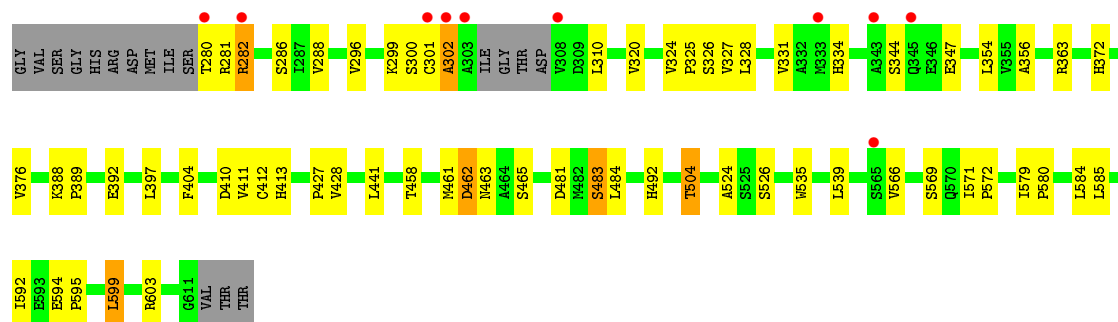 GLY VAL SER GLY HIS ARG ASP MET ILE SER T280 R281 R282 S286 I287 V288 V296 K299 S300 C301 A302 A303 ILE GLY THR ASP V308 D309 L310 V320 V324 P325 S326 V327 L328 V331 A332 M333 H334 A343 S344 Q345 E346 E347 L354 V355 A356 R363 H372
V376 K388 P389 E392 L397 F404 D410 V411 C412 H413 P427 V428 L441 T458 M461 D462 N463 A464 S465 D481 M482 S483 L484 H492 T504 A524 S525 S526 W535 L539 S565 V566 S569 Q570 I571 P572 I579 P580 L584 L585
I592 E593 E594 P595 L599 R603 G611 VAL THR THR